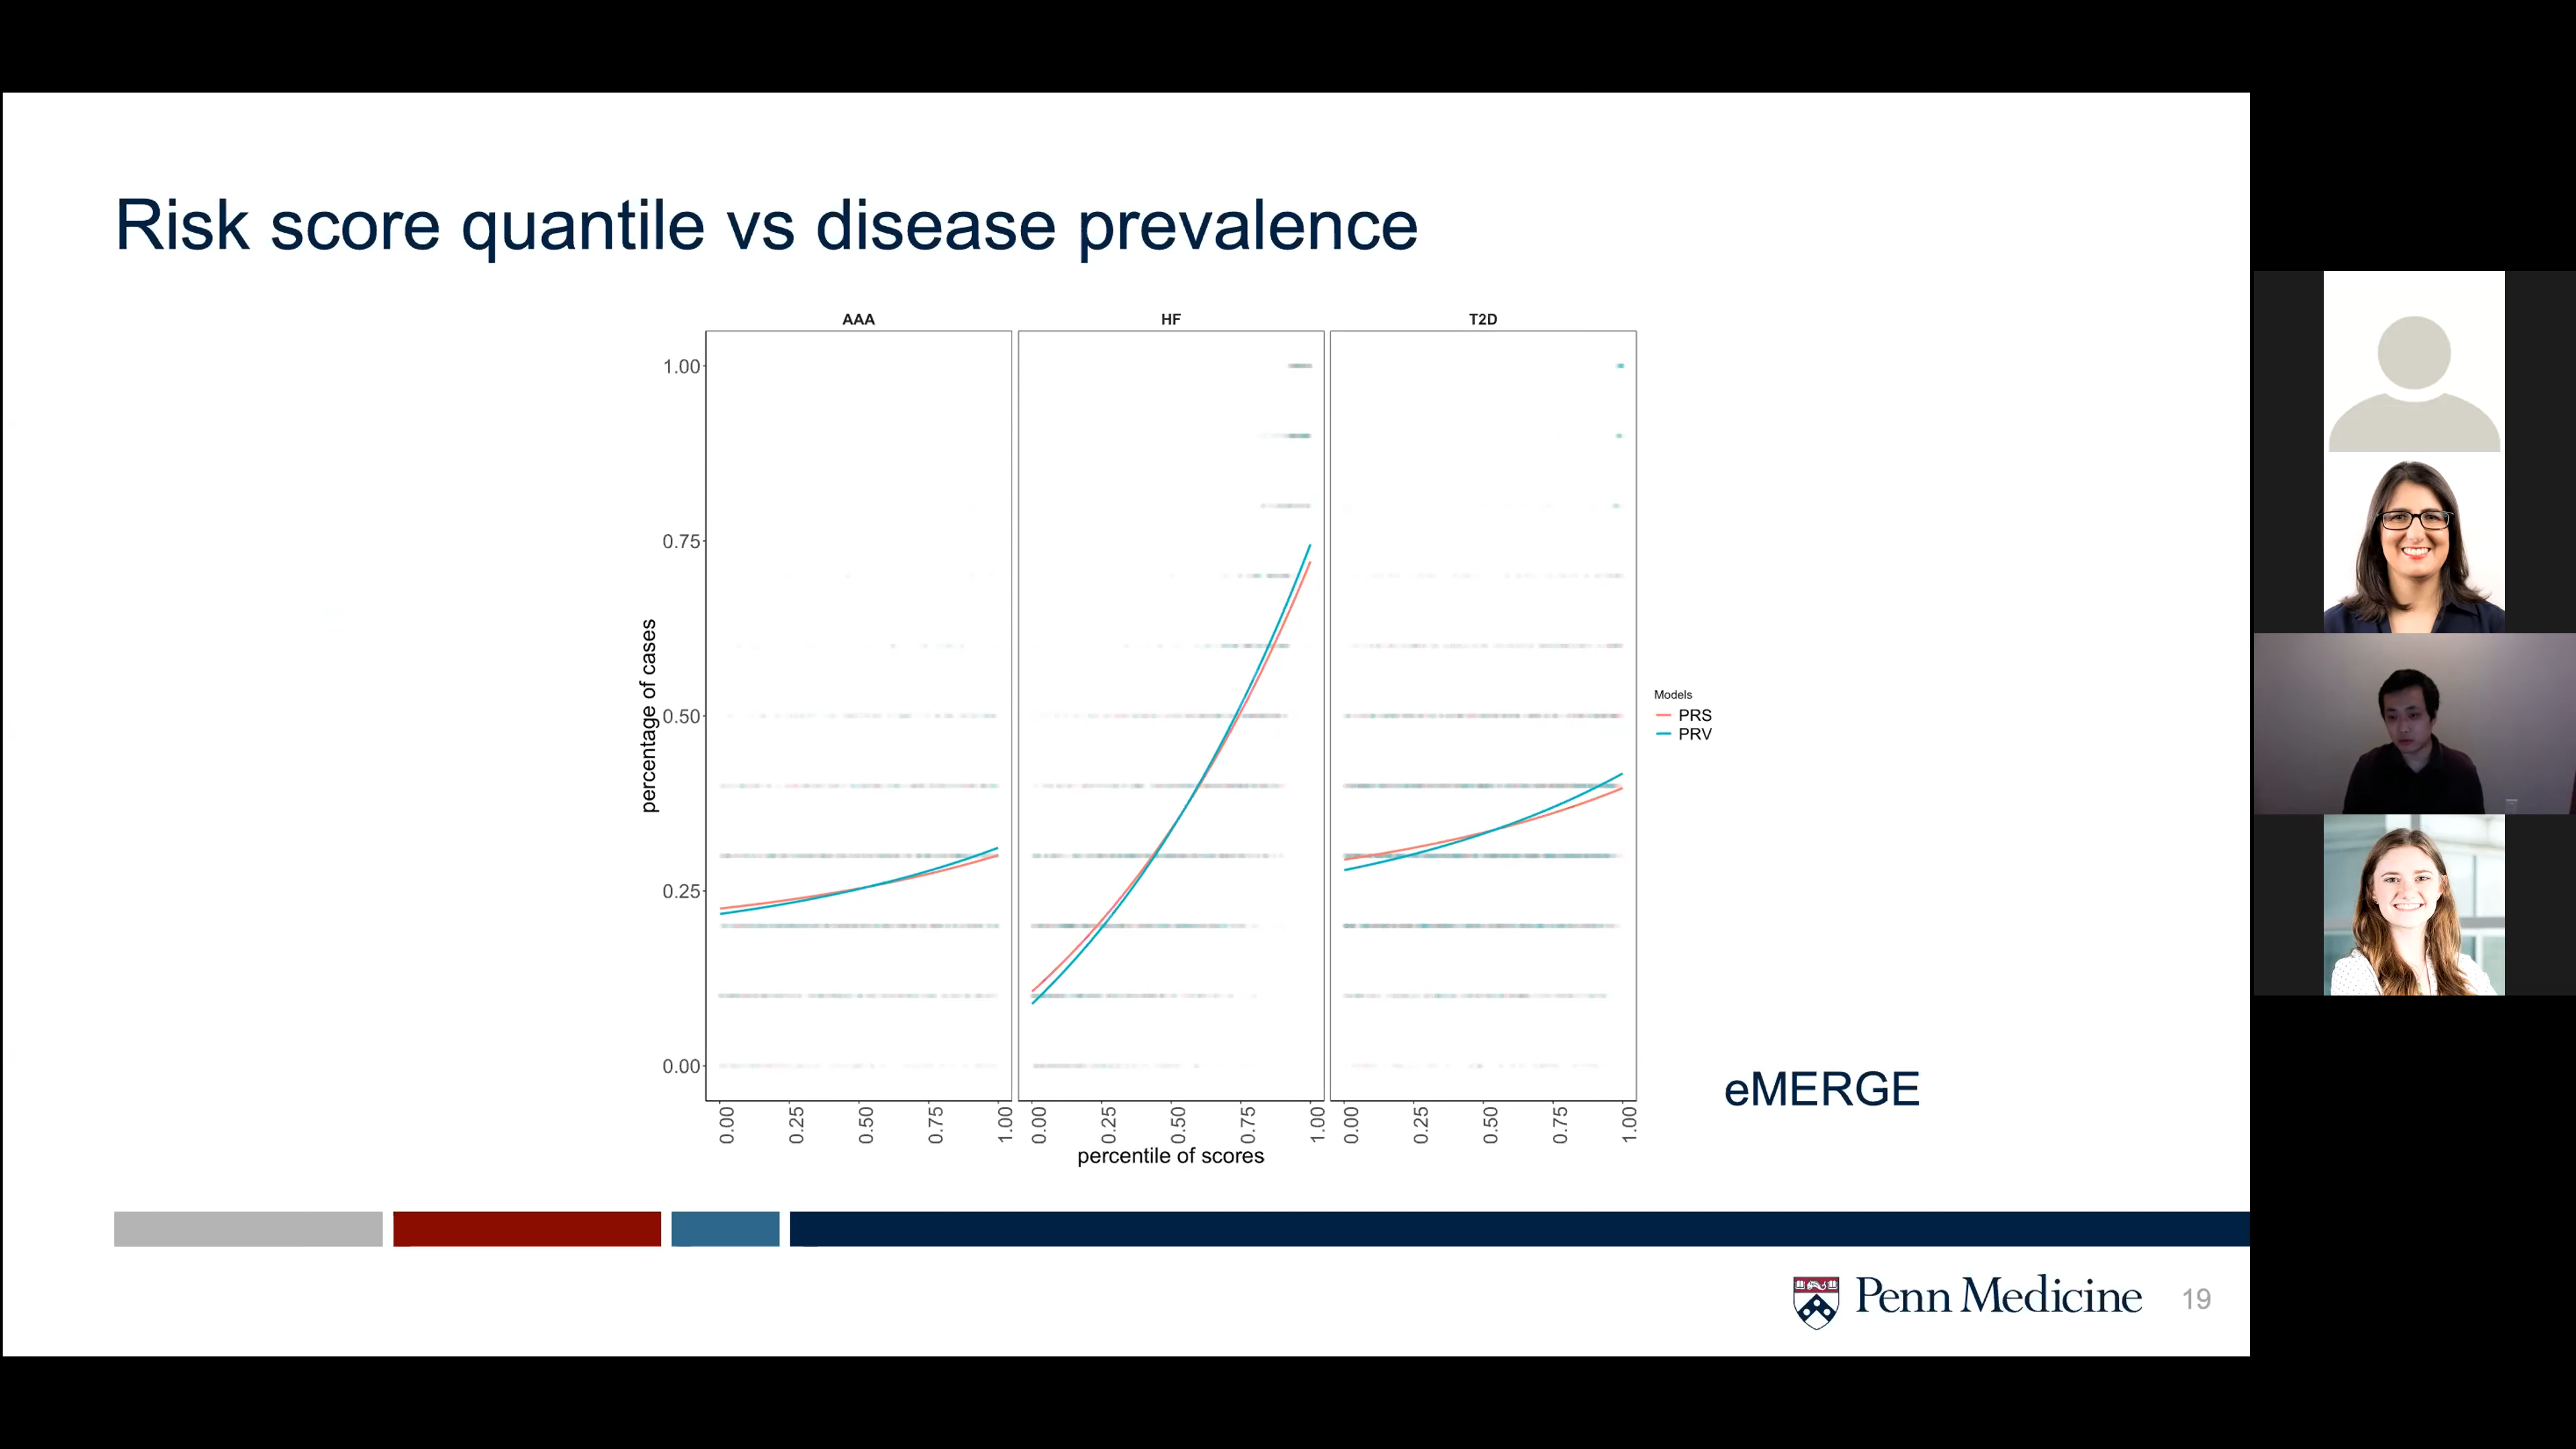 Risk score quantile vs disease prevalence
AAA
HF
T2D
1.00
0.75
0.50
0.25
0.00
percentage of cases
0.00 0.25 0.50 0.75 1.00
0.00 0.25 0.50 0.75 1.00
0.00 0.25 0.50 0.75 1.00
percentile of scores
Models
PRS
PRV
eMERGE
Penn Medicine
19